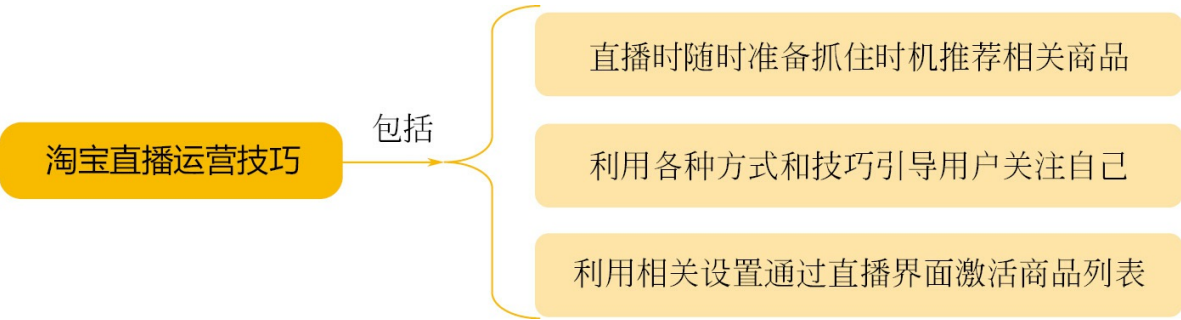 淘宝直播运营技巧
包括
直播时随时准备抓住时机推荐相关商品
利用各种方式和技巧引导用户关注自己
利用相关设置通过直播界面激活商品列表